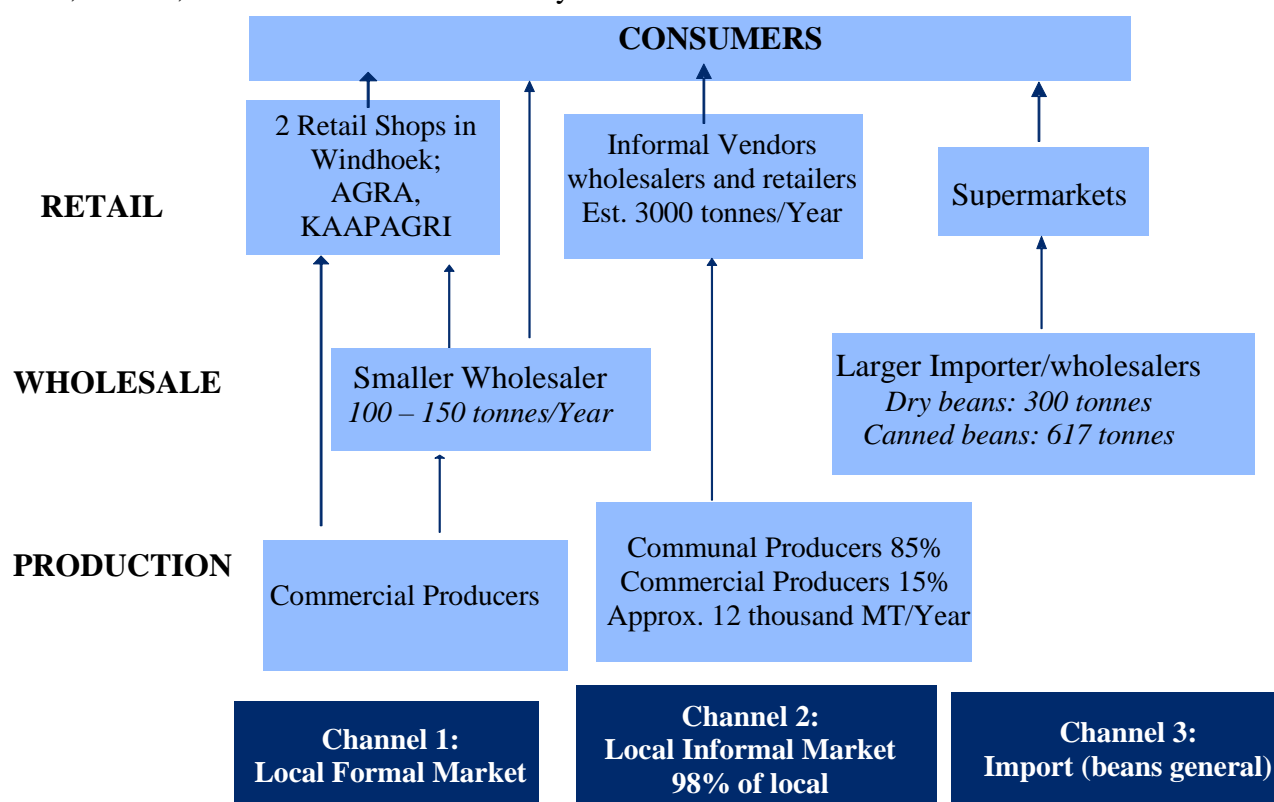 CONSUMERS
RETAIL
2 Retail Shops in
Windhoek;
AGRA,
KAAPAGRI
Informal Vendors
wholesalers and retailers
Est. 3000 tonnes/Year
Supermarkets
WHOLESALE
Smaller Wholesaler
100 – 150 tonnes/Year
Larger Importer/wholesalers
Dry beans: 300 tonnes
Canned beans: 617 tonnes
PRODUCTION
Commercial Producers
Communal Producers 85%
Commercial Producers 15%
Approx. 12 thousand MT/Year
Channel 1:
Local Formal Market
Channel 2:
Local Informal Market
98% of local
Channel 3:
Import (beans general)